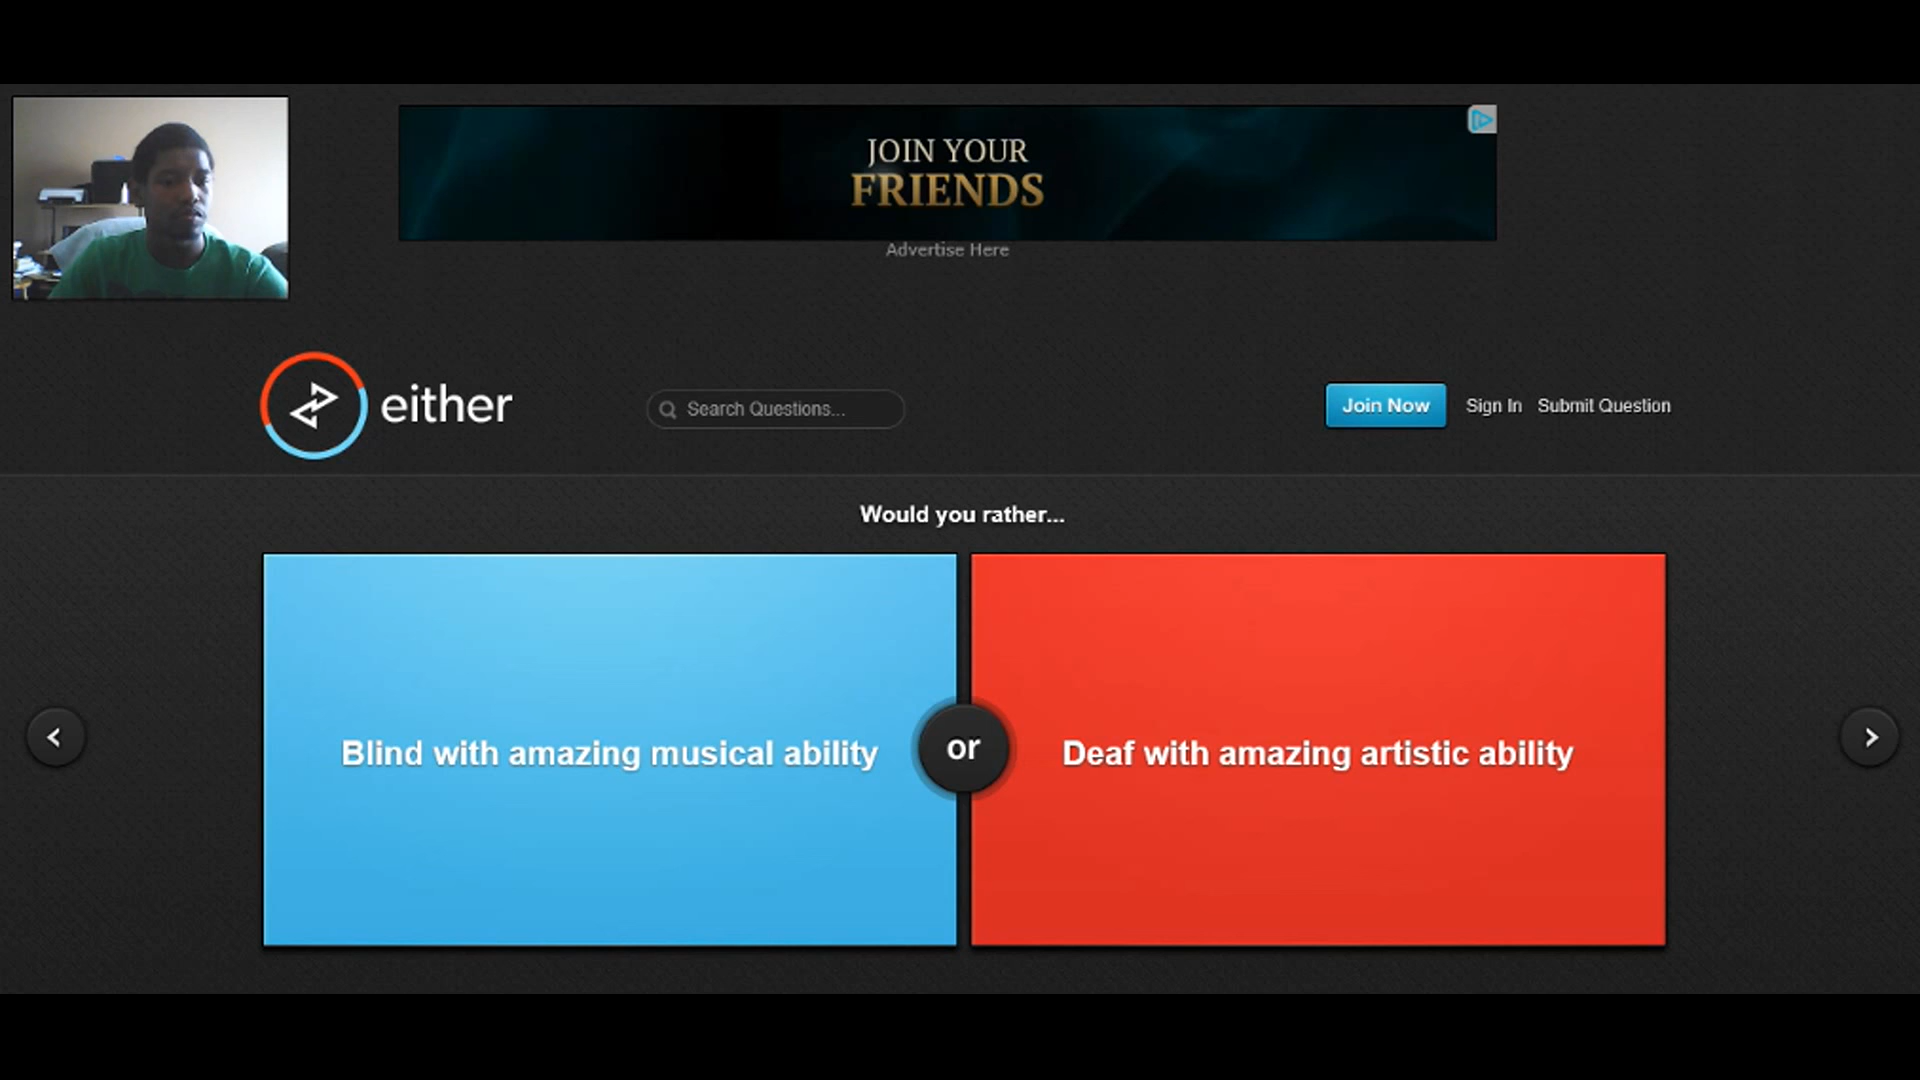 JOIN YOUR
FRIENDS
Advertise Here
either
Search Questions...
Join Now
Sign In
Submit Question
Would you rather...
Blind with amazing musical ability
or
Deaf with amazing artistic ability